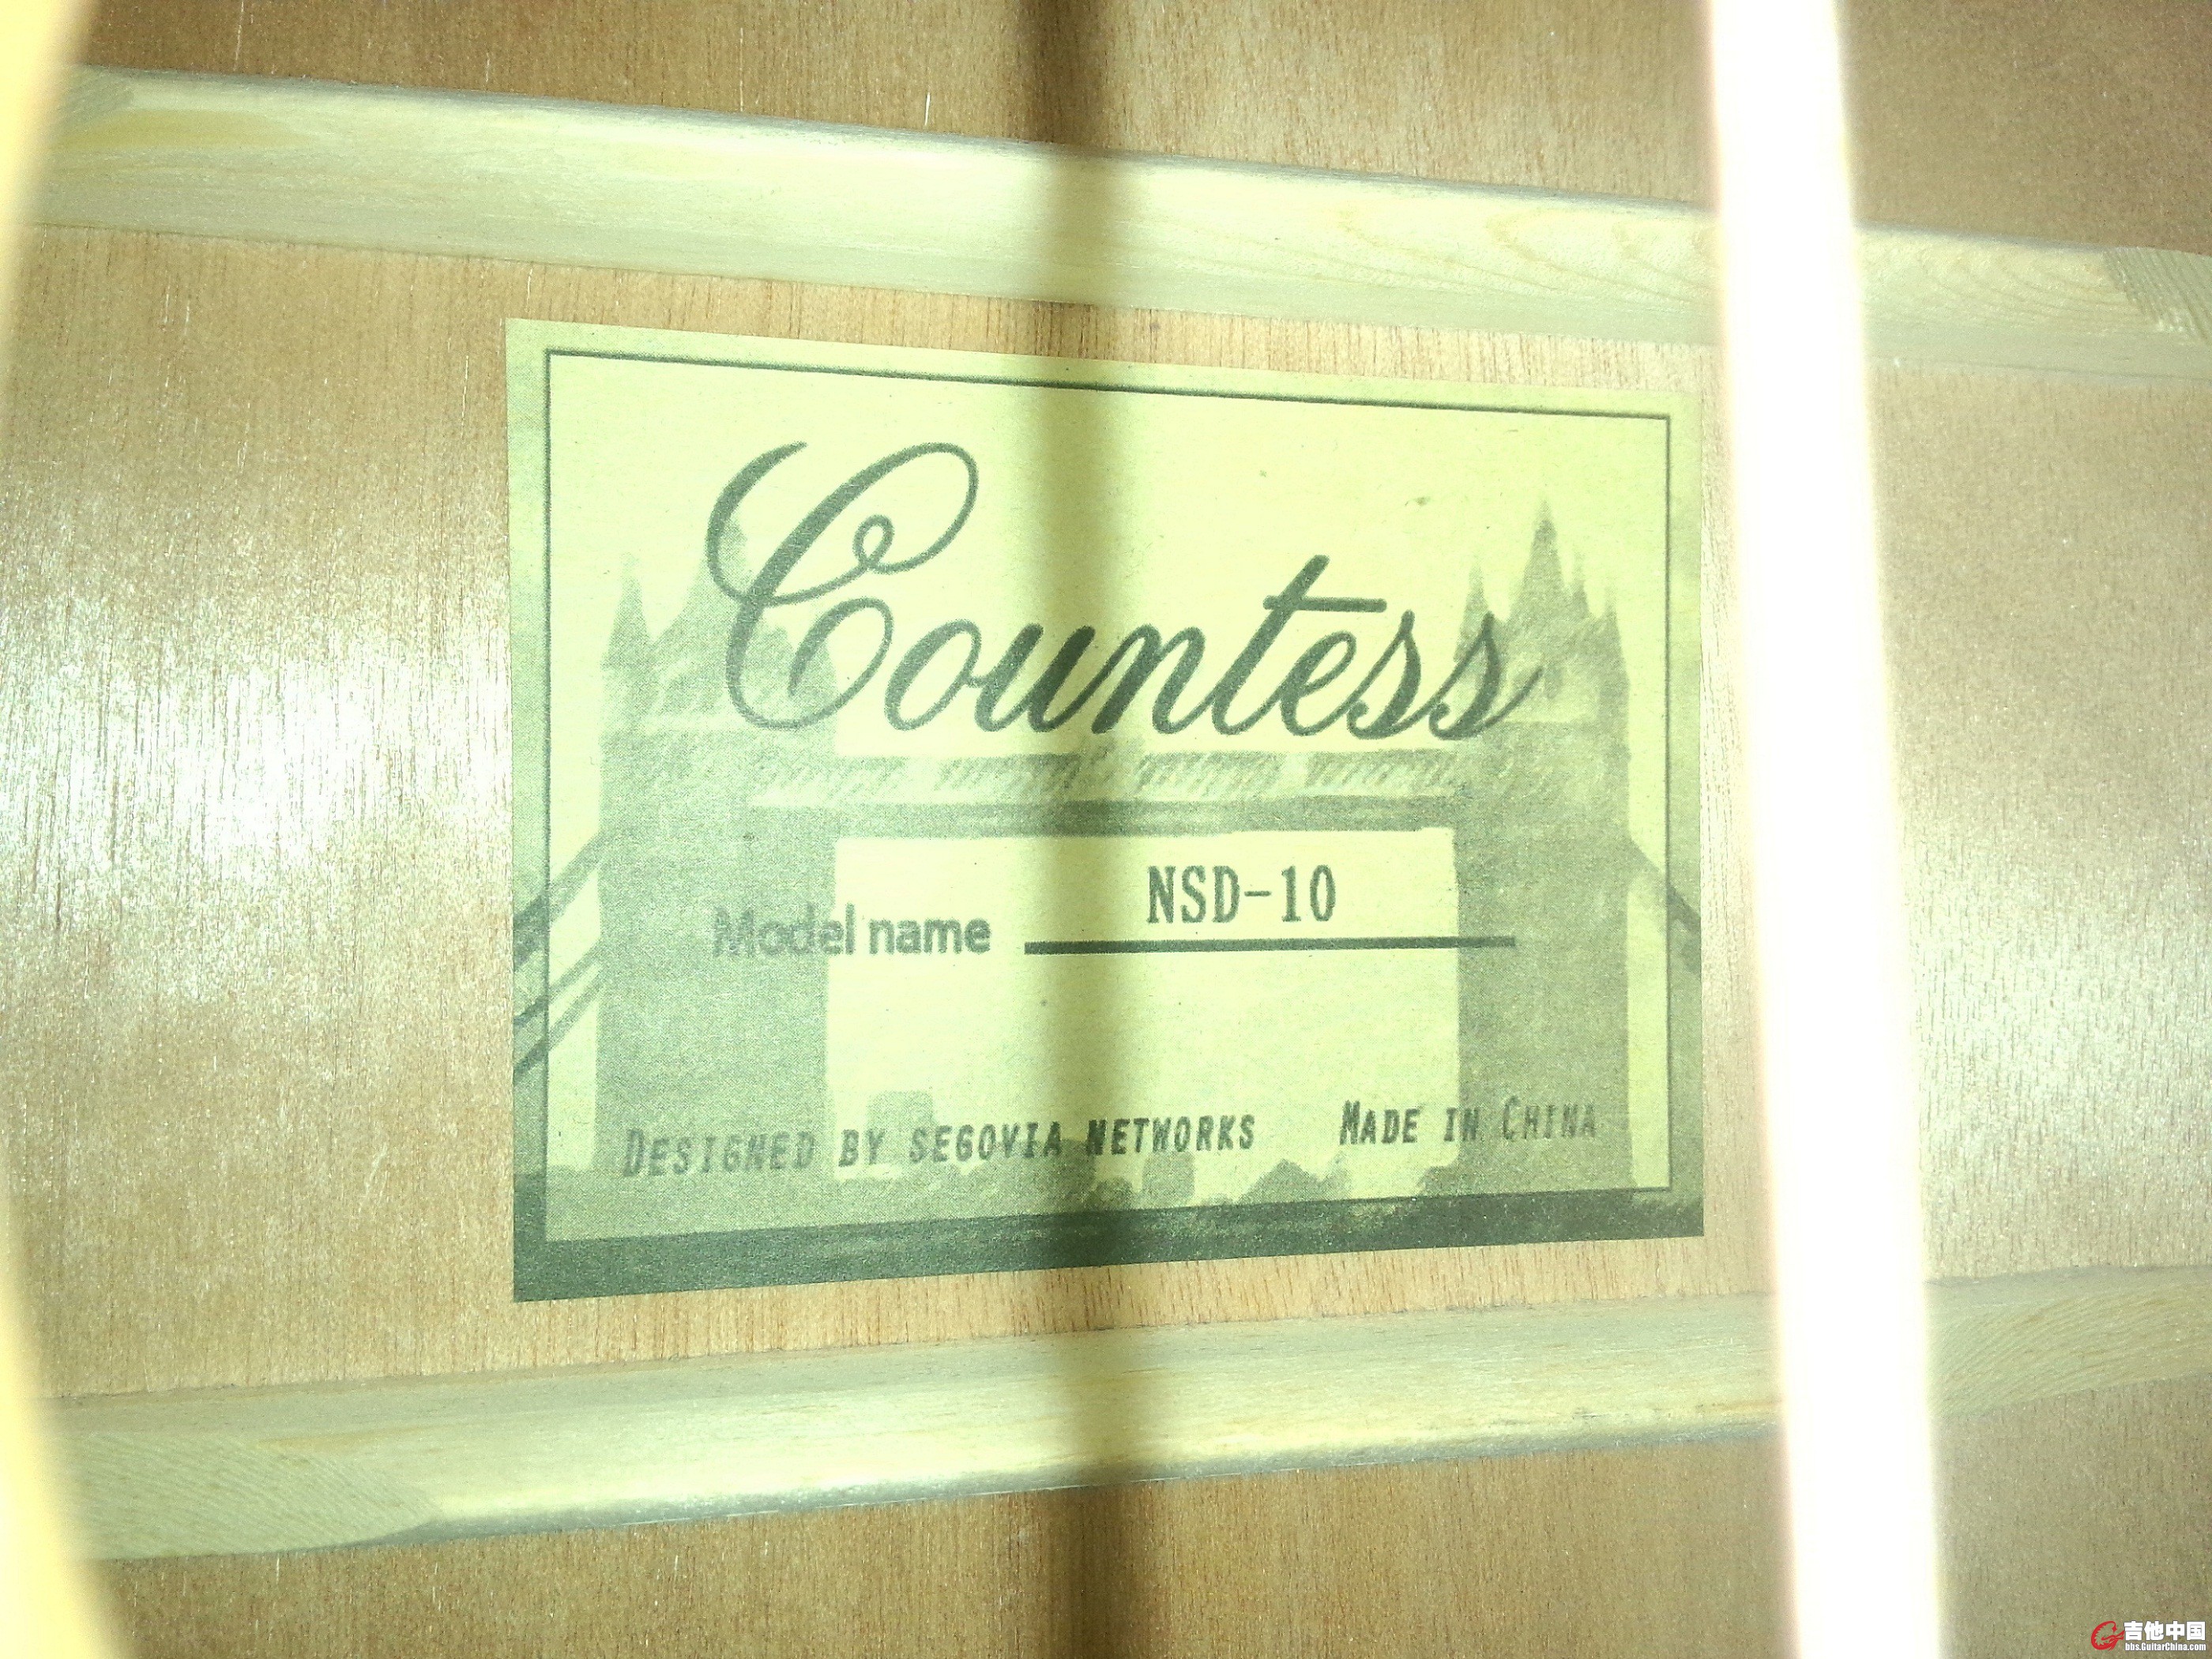 Countess
Model name NSD-10
DESIGNED BY SEGOVIA NETWORKS MADE IN CHINA
吉他中国
bbs.GuitarChina.com